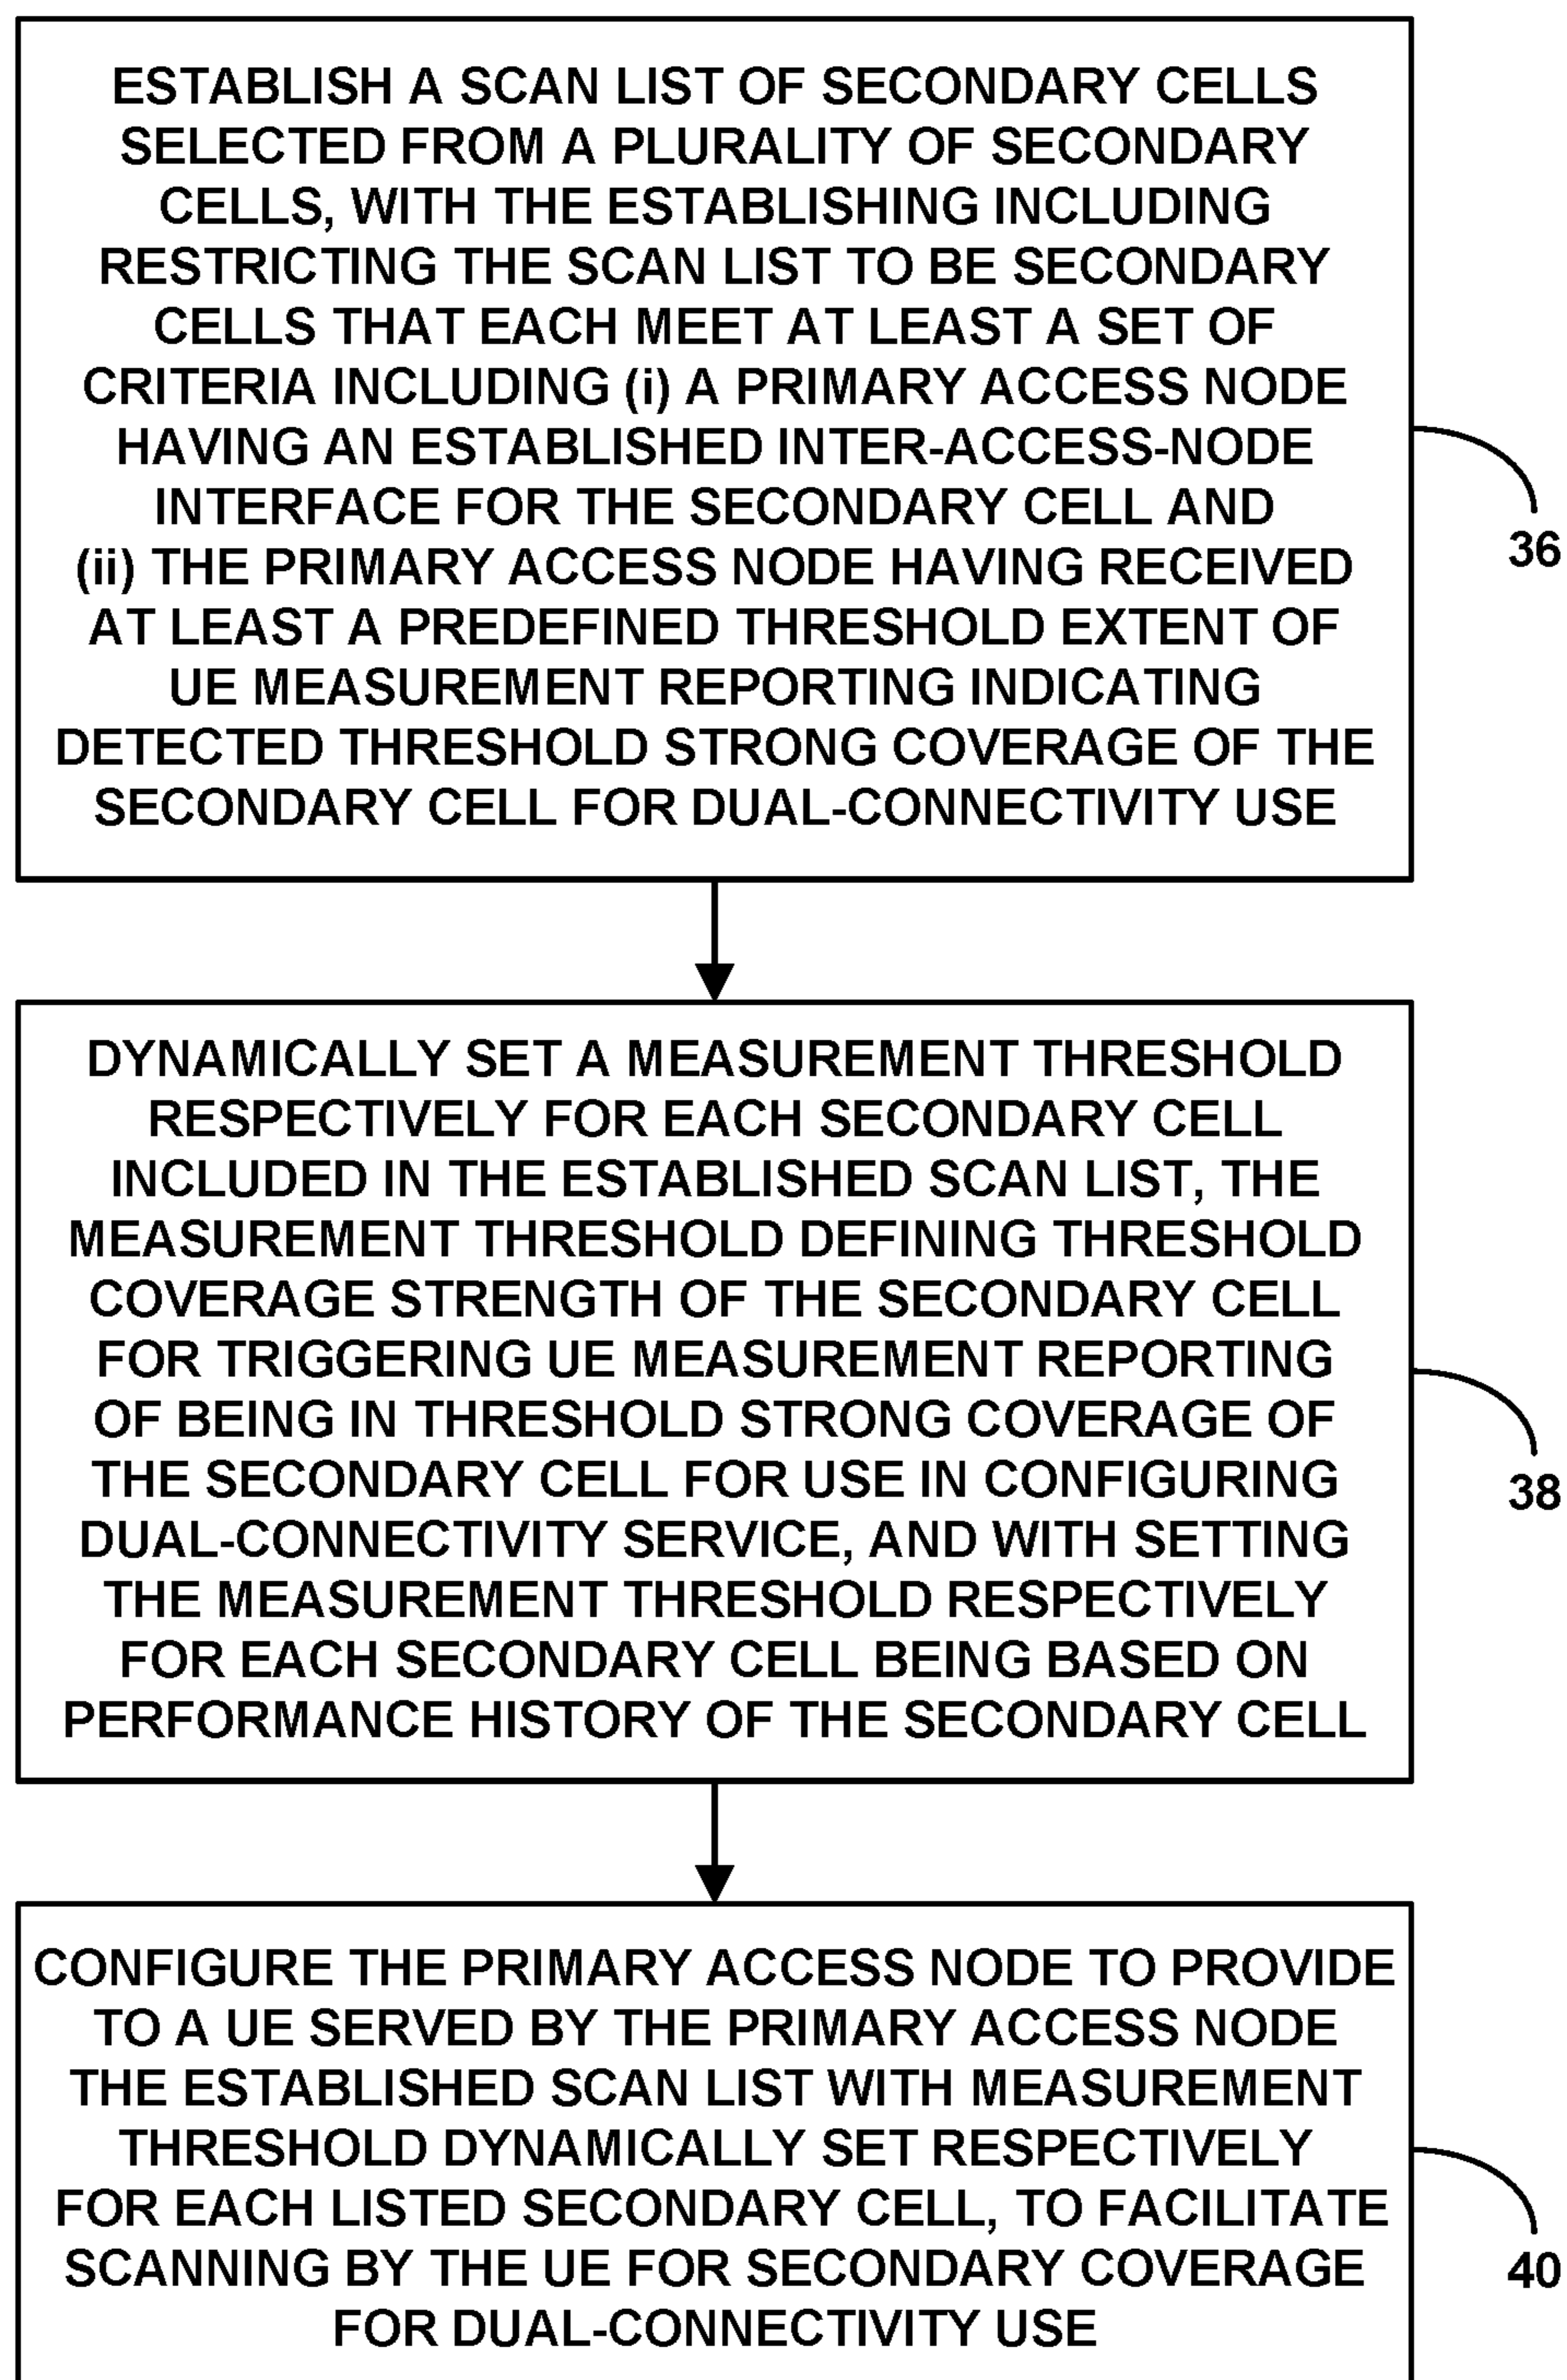 ESTABLISH A SCAN LIST OF SECONDARY CELLS
SELECTED FROM A PLURALITY OF SECONDARY
CELLS, WITH THE ESTABLISHING INCLUDING
RESTRICTING THE SCAN LIST TO BE SECONDARY
CELLS THAT EACH MEET AT LEAST A SET OF
CRITERIA INCLUDING (i) A PRIMARY ACCESS NODE
HAVING AN ESTABLISHED INTER-ACCESS-NODE
INTERFACE FOR THE SECONDARY CELL AND
(ii) THE PRIMARY ACCESS NODE HAVING RECEIVED
AT LEAST A PREDEFINED THRESHOLD EXTENT OF
UE MEASUREMENT REPORTING INDICATING
DETECTED THRESHOLD STRONG COVERAGE OF THE
SECONDARY CELL FOR DUAL-CONNECTIVITY USE
36
DYNAMICALLY SET A MEASUREMENT THRESHOLD
RESPECTIVELY FOR EACH SECONDARY CELL
INCLUDED IN THE ESTABLISHED SCAN LIST, THE
MEASUREMENT THRESHOLD DEFINING THRESHOLD
COVERAGE STRENGTH OF THE SECONDARY CELL
FOR TRIGGERING UE MEASUREMENT REPORTING
OF BEING IN THRESHOLD STRONG COVERAGE OF
THE SECONDARY CELL FOR USE IN CONFIGURING
DUAL-CONNECTIVITY SERVICE, AND WITH SETTING
THE MEASUREMENT THRESHOLD RESPECTIVELY
FOR EACH SECONDARY CELL BEING BASED ON
PERFORMANCE HISTORY OF THE SECONDARY CELL
38
CONFIGURE THE PRIMARY ACCESS NODE TO PROVIDE
TO A UE SERVED BY THE PRIMARY ACCESS NODE
THE ESTABLISHED SCAN LIST WITH MEASUREMENT
THRESHOLD DYNAMICALLY SET RESPECTIVELY
FOR EACH LISTED SECONDARY CELL, TO FACILITATE
SCANNING BY THE UE FOR SECONDARY COVERAGE
FOR DUAL-CONNECTIVITY USE
40